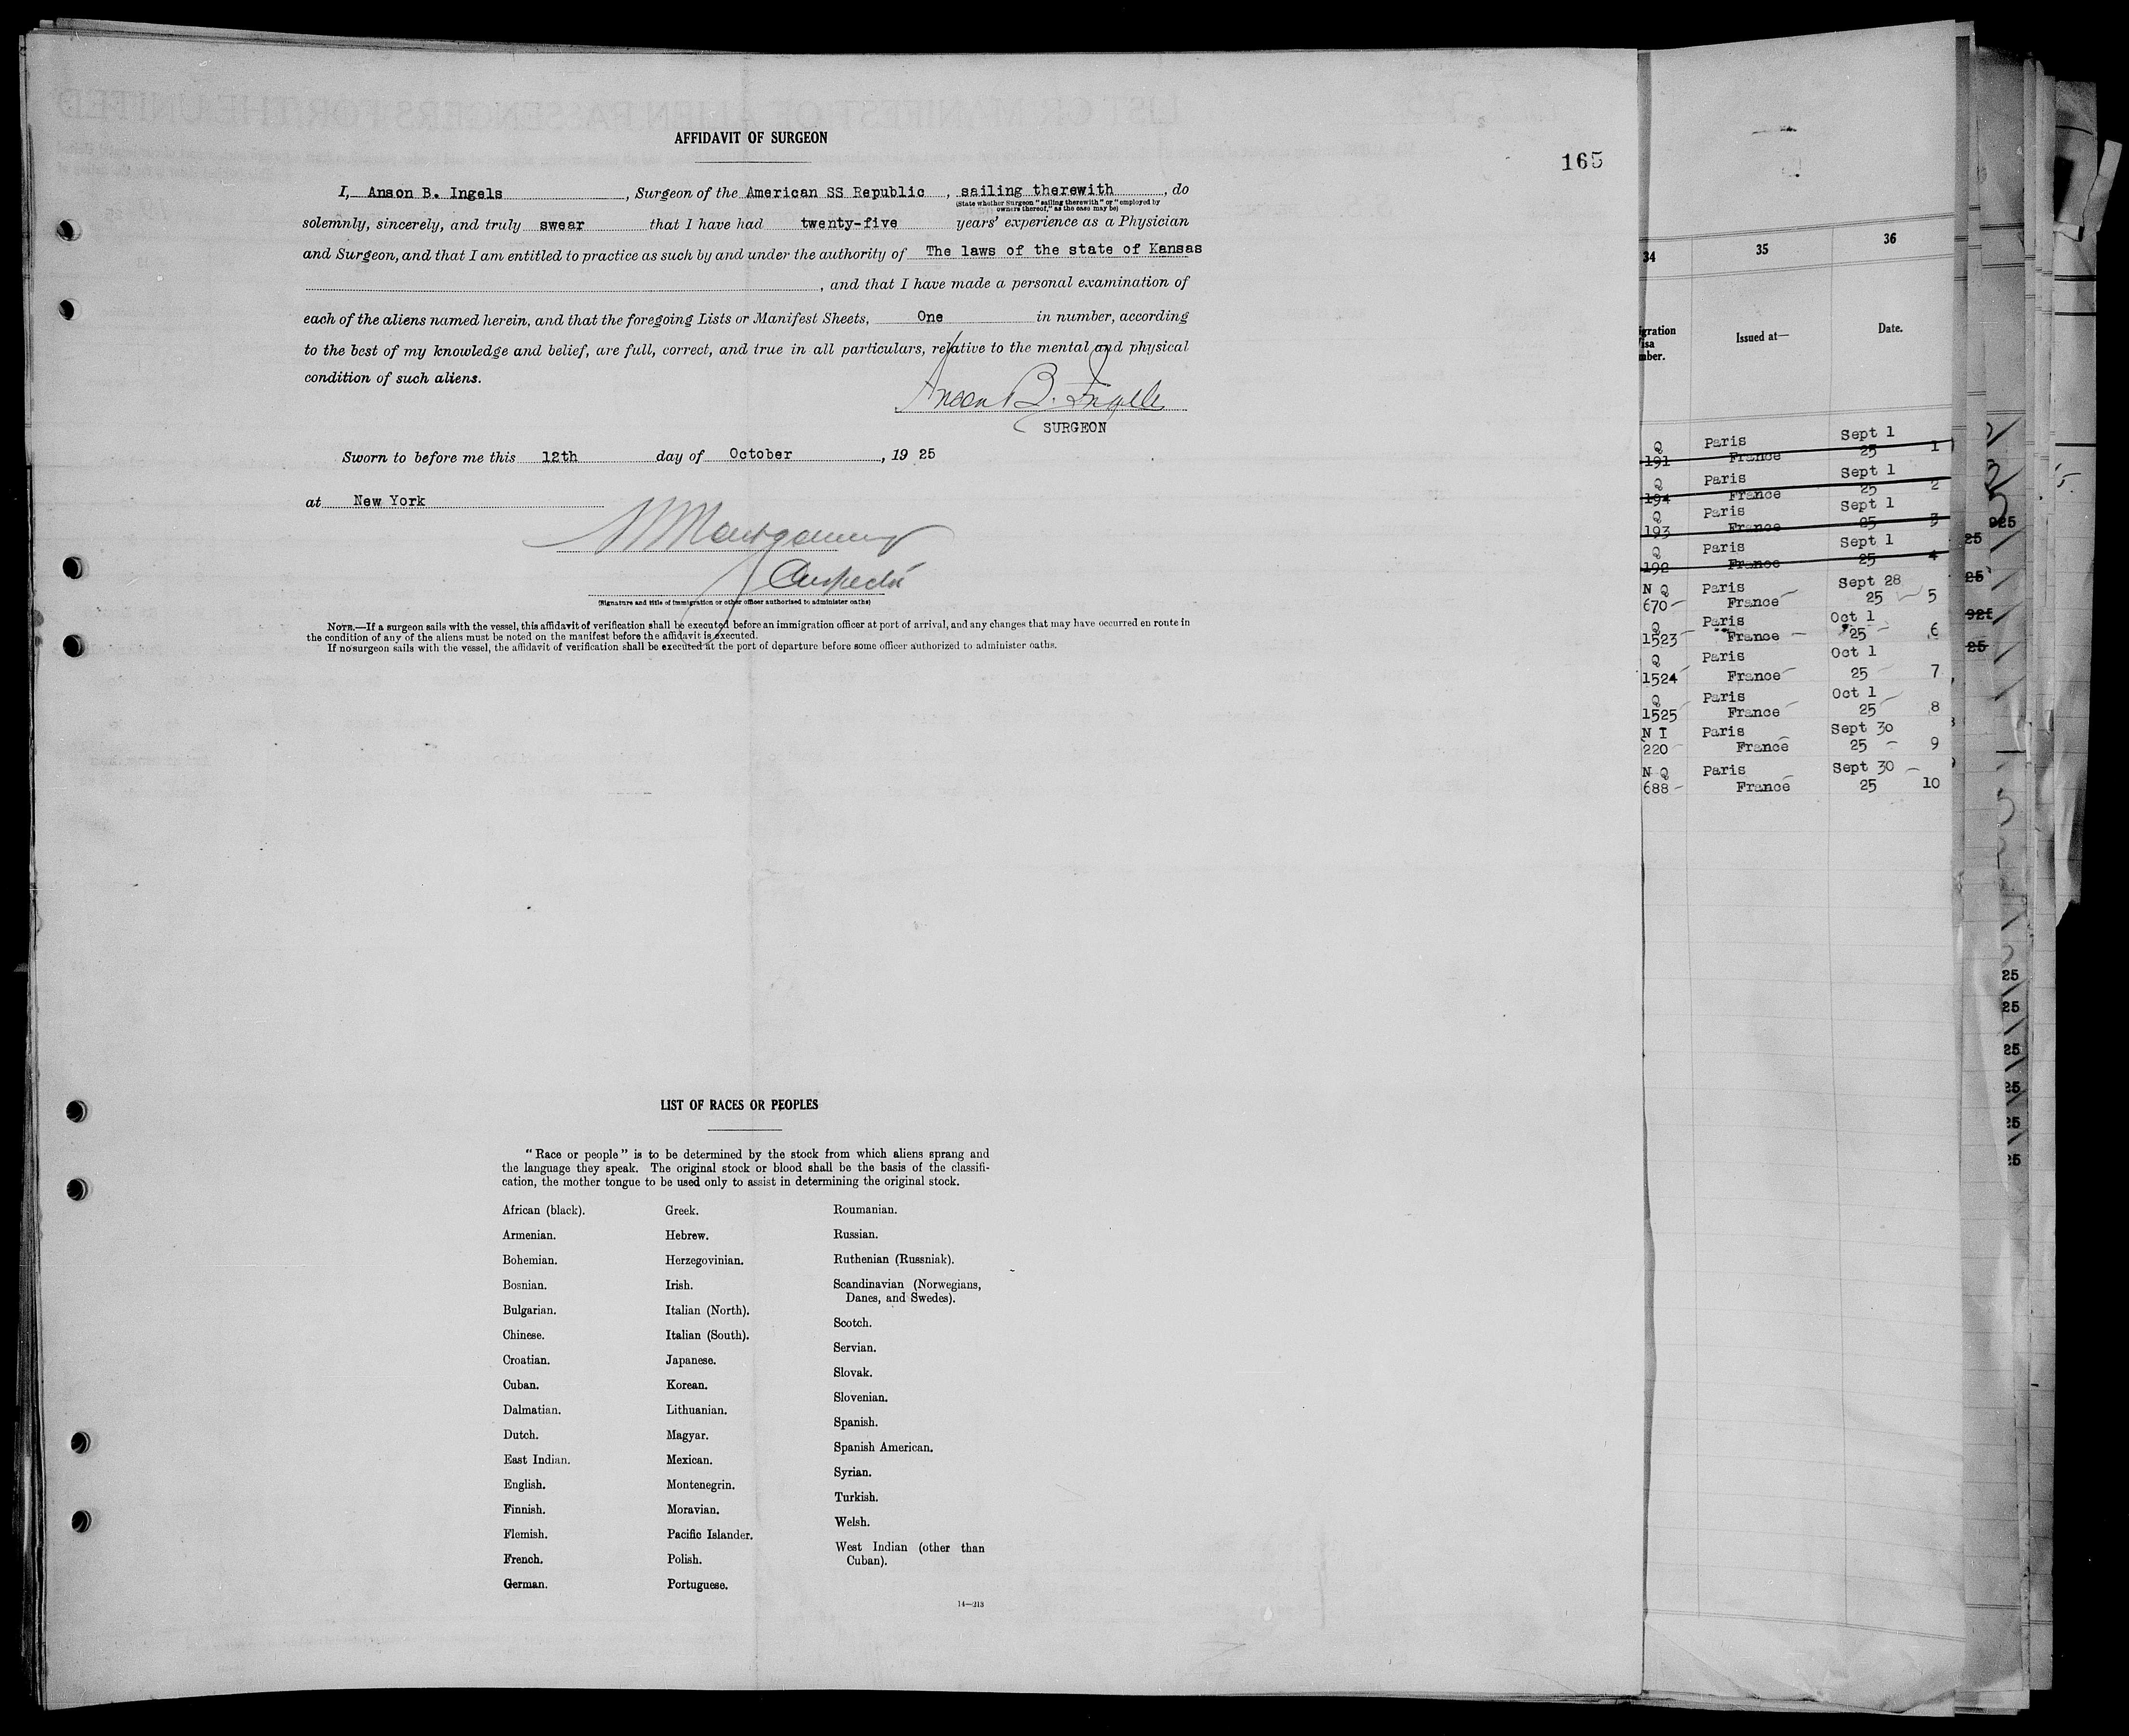 AFFIDAVIT OF SURGEON
165
I, Anson B. Ingels, Surgeon of the American SS Republic, sailing therewith, do
(State whether Surgeon "sailing therewith" or "employed by
owners thereof," as the case may be)
solemnly, sincerely, and truly swear that I have had twenty-five years' experience as a Physician
and Surgeon, and that I am entitled to practice as such by and under the authority of The laws of the state of Kansas
, and that I have made a personal examination of
each of the aliens named herein, and that the foregoing Lists or Manifest Sheets, One in number, according
to the best of my knowledge and belief, are full, correct, and true in all particulars, relative to the mental and physical
condition of such aliens.
Anson B. Ingels
SURGEON
Sworn to before me this 12th day of October, 19 25
at New York
Montgomery
Inspector
(Signature and title of immigration or other officer authorized to administer oaths)
NOTE.—If a surgeon sails with the vessel, this affidavit of verification shall be executed before an immigration officer at port of arrival, and any changes that may have occurred en route in
the condition of any of the aliens must be noted on the manifest before the affidavit is executed.
If no surgeon sails with the vessel, the affidavit of verification shall be executed at the port of departure before some officer authorized to administer oaths.
LIST OF RACES OR PEOPLES
"Race or people" is to be determined by the stock from which aliens sprang and
the language they speak. The original stock or blood shall be the basis of the classifi-
cation, the mother tongue to be used only to assist in determining the original stock.
African (black).
Armenian.
Bohemian.
Bosnian.
Bulgarian.
Chinese.
Croatian.
Cuban.
Dalmatian.
Dutch.
East Indian.
English.
Finnish.
Flemish.
French.
German.
Greek.
Hebrew.
Herzegovinian.
Irish.
Italian (North).
Italian (South).
Japanese.
Korean.
Lithuanian.
Magyar.
Mexican.
Montenegrin.
Moravian.
Pacific Islander.
Polish.
Portuguese.
Roumanian.
Russian.
Ruthenian (Russniak).
Scandinavian (Norwegians,
Danes, and Swedes).
Scotch.
Servian.
Slovak.
Slovenian.
Spanish.
Spanish American.
Syrian.
Turkish.
Welsh.
West Indian (other than
Cuban).
14—213
34 35 36
Issued at— Date.
Q Paris Sept 1
191 France 25 1
Q Paris Sept 1
194 France 25 2
Q Paris Sept 1
193 France 25 3
Q Paris Sept 1
192 France 25 4
N Q Paris Sept 28
670 France 25 5
Q Paris Oct 1
1523 France 25 6
Q Paris Oct 1
1524 France 25 7
Q Paris Oct 1
1525 France 25 8
N I Paris Sept 30
220 France 25 9
N Q Paris Sept 30
688 France 25 10
925
25
25
925
25
25
25
25
25
25
25